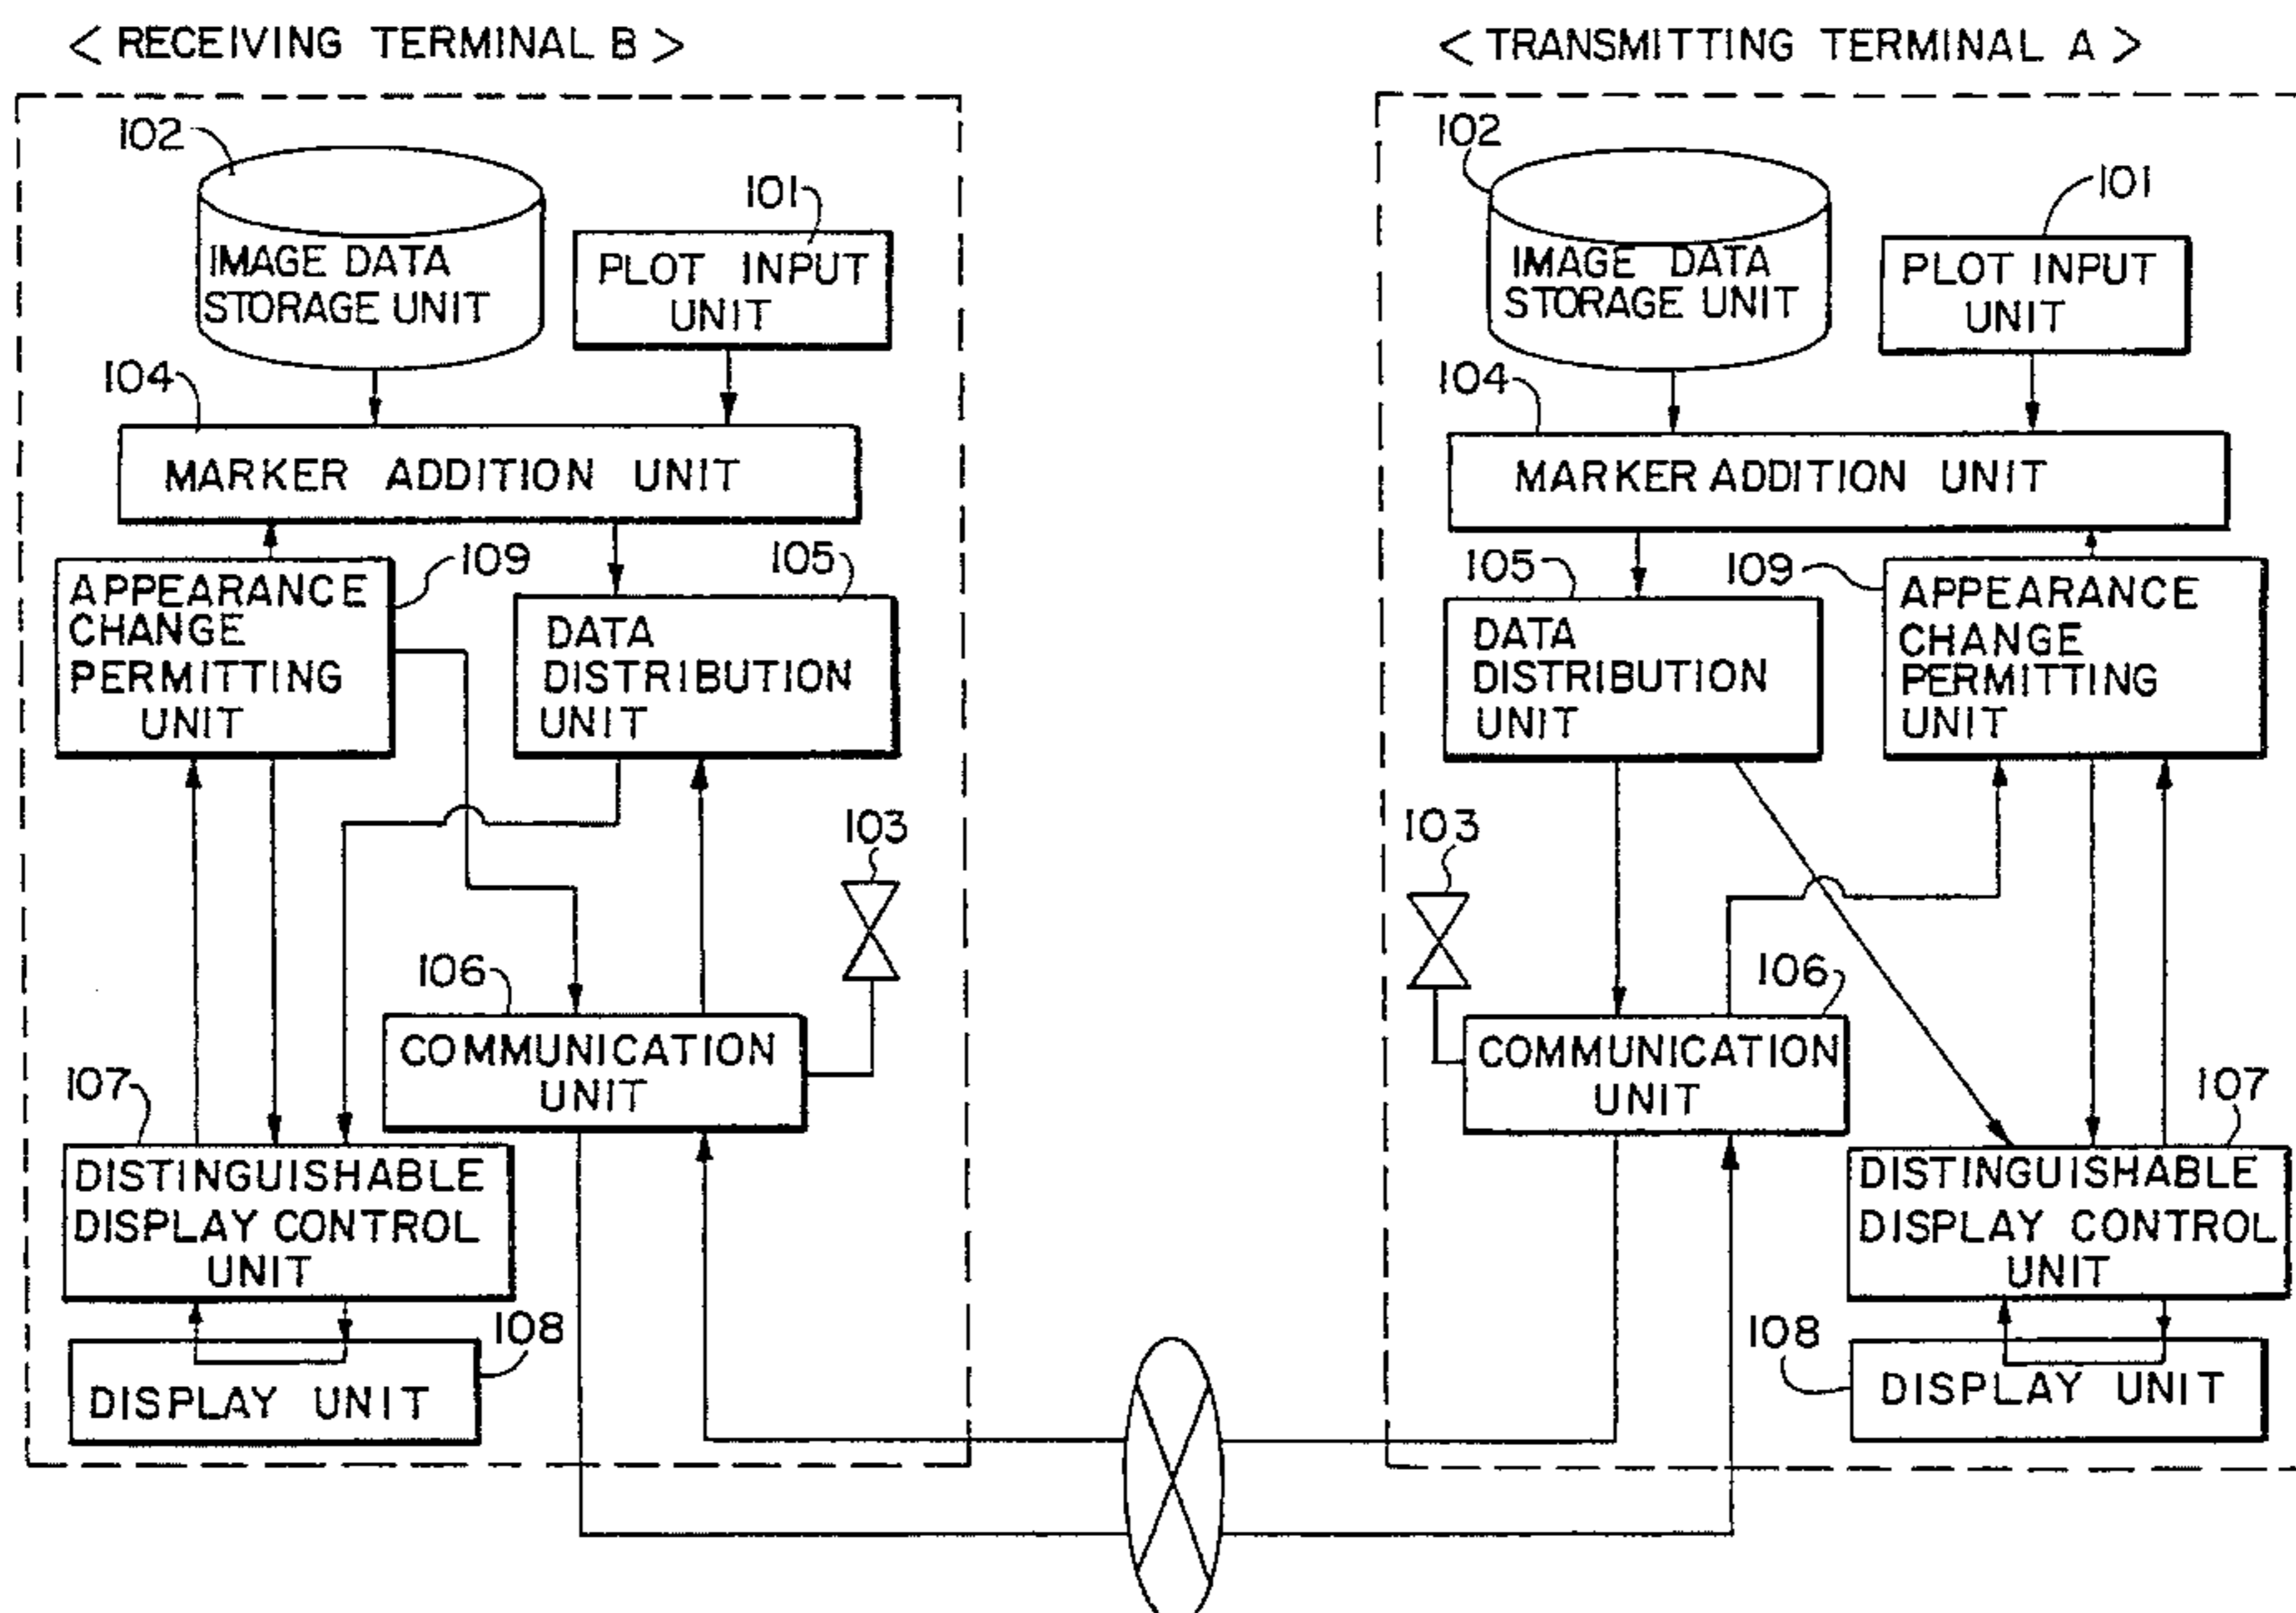 < RECEIVING TERMINAL B >
102
IMAGE DATA
STORAGE UNIT
101
PLOT INPUT
UNIT
104
MARKER ADDITION UNIT
109
APPEARANCE
CHANGE
PERMITTING
UNIT
105
DATA
DISTRIBUTION
UNIT
103
106
COMMUNICATION
UNIT
107
DISTINGUISHABLE
DISPLAY CONTROL
UNIT
108
DISPLAY UNIT
< TRANSMITTING TERMINAL A >
102
IMAGE DATA
STORAGE UNIT
101
PLOT INPUT
UNIT
104
MARKER ADDITION UNIT
105
DATA
DISTRIBUTION
UNIT
109
APPEARANCE
CHANGE
PERMITTING
UNIT
103
106
COMMUNICATION
UNIT
107
DISTINGUISHABLE
DISPLAY CONTROL
UNIT
108
DISPLAY UNIT